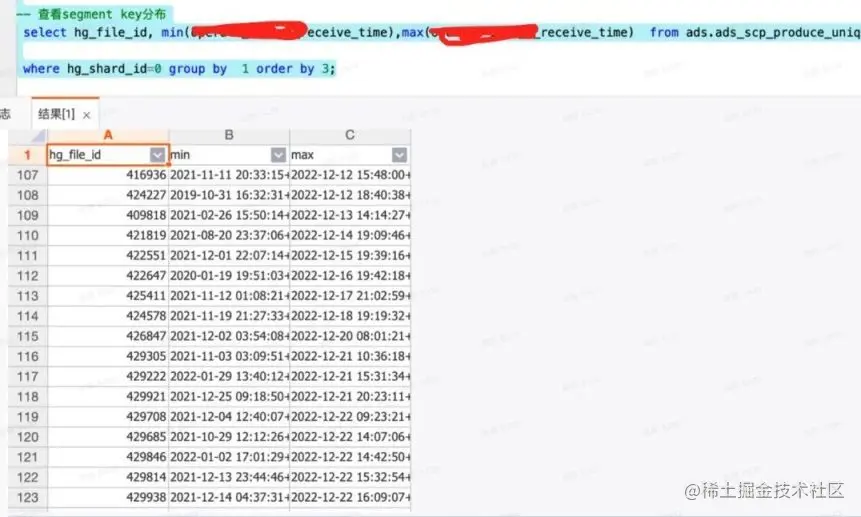 -- 查看segment key分布
select hg_file_id, min( receive_time),max( _receive_time) from ads.ads_scp_produce_uniq
where hg_shard_id=0 group by 1 order by 3;
志 结果[1] ×
A B C
1 hg_file_id min max
107 416936 2021-11-11 20:33:15+ 2022-12-12 15:48:00+
108 424227 2019-10-31 16:32:31+ 2022-12-12 18:40:38+
109 409818 2021-02-26 15:50:14+ 2022-12-13 14:14:27+
110 421819 2021-08-20 23:37:06+ 2022-12-14 19:09:46+
111 422551 2021-12-01 22:07:14+ 2022-12-15 19:39:16+
112 422647 2020-01-19 19:51:03+ 2022-12-16 19:42:18+
113 425411 2021-11-12 01:08:21+ 2022-12-17 21:02:59+
114 424578 2021-11-19 21:27:33+ 2022-12-18 19:19:32+
115 426847 2021-12-02 03:54:08+ 2022-12-20 08:01:21+
116 429305 2021-11-03 03:09:51+ 2022-12-21 10:36:18+
117 429222 2022-01-29 13:40:12+ 2022-12-21 15:31:34+
118 429921 2021-12-25 09:18:50+ 2022-12-21 20:23:11+
119 429708 2021-12-04 12:40:07+ 2022-12-22 09:23:21+
120 429685 2021-10-29 12:12:26+ 2022-12-22 14:07:06+
121 429846 2022-01-02 17:01:29+ 2022-12-22 14:42:50+
122 429814 2021-12-13 23:44:46+ 2022-12-22 15:32:54+
123 429938 2021-12-14 04:37:31+ 2022-12-22 16:09:07+
@稀土掘金技术社区